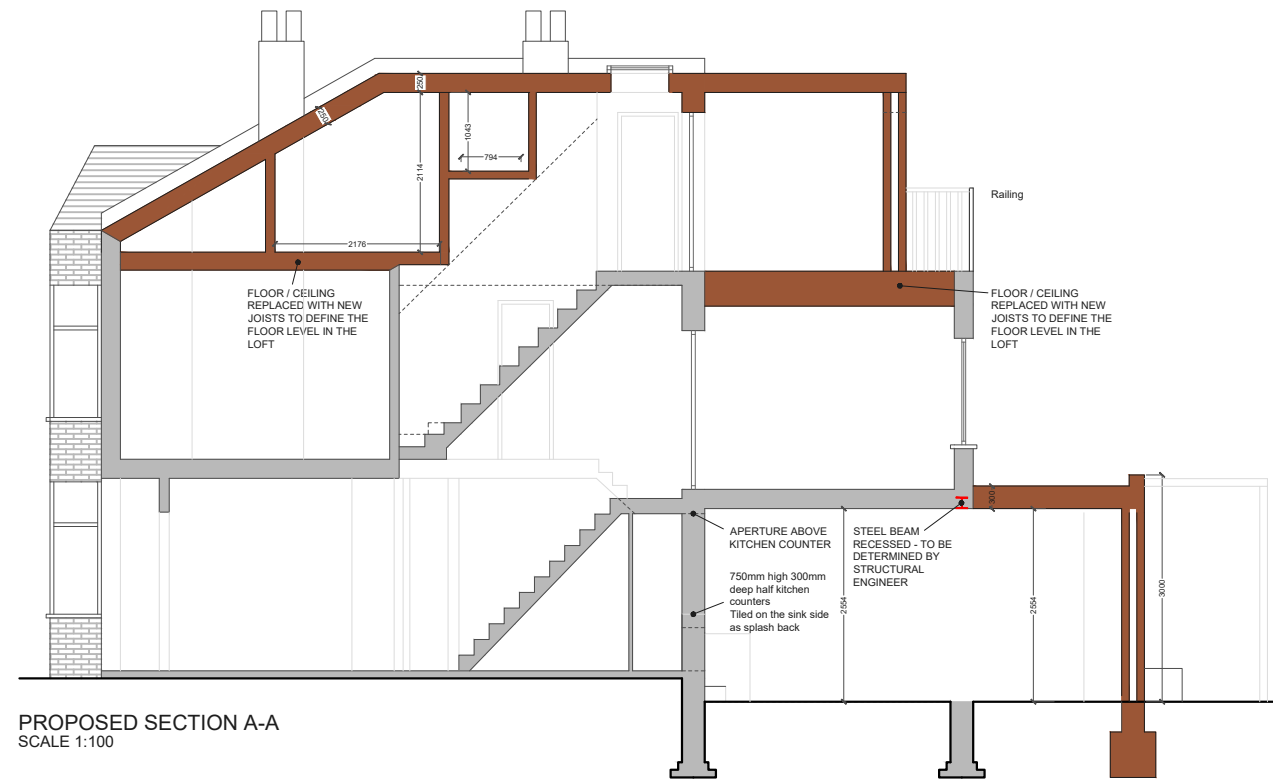 250
250
1043
794
2114
2176
Railing
FLOOR / CEILING
REPLACED WITH NEW
JOISTS TO DEFINE THE
FLOOR LEVEL IN THE
LOFT
FLOOR / CEILING
REPLACED WITH NEW
JOISTS TO DEFINE THE
FLOOR LEVEL IN THE
LOFT
300
APERTURE ABOVE
KITCHEN COUNTER
STEEL BEAM
RECESSED - TO BE
DETERMINED BY
STRUCTURAL
ENGINEER
750mm high 300mm
deep half kitchen
counters
Tiled on the sink side
as splash back
2554
2554
3000
PROPOSED SECTION A-A
SCALE 1:100